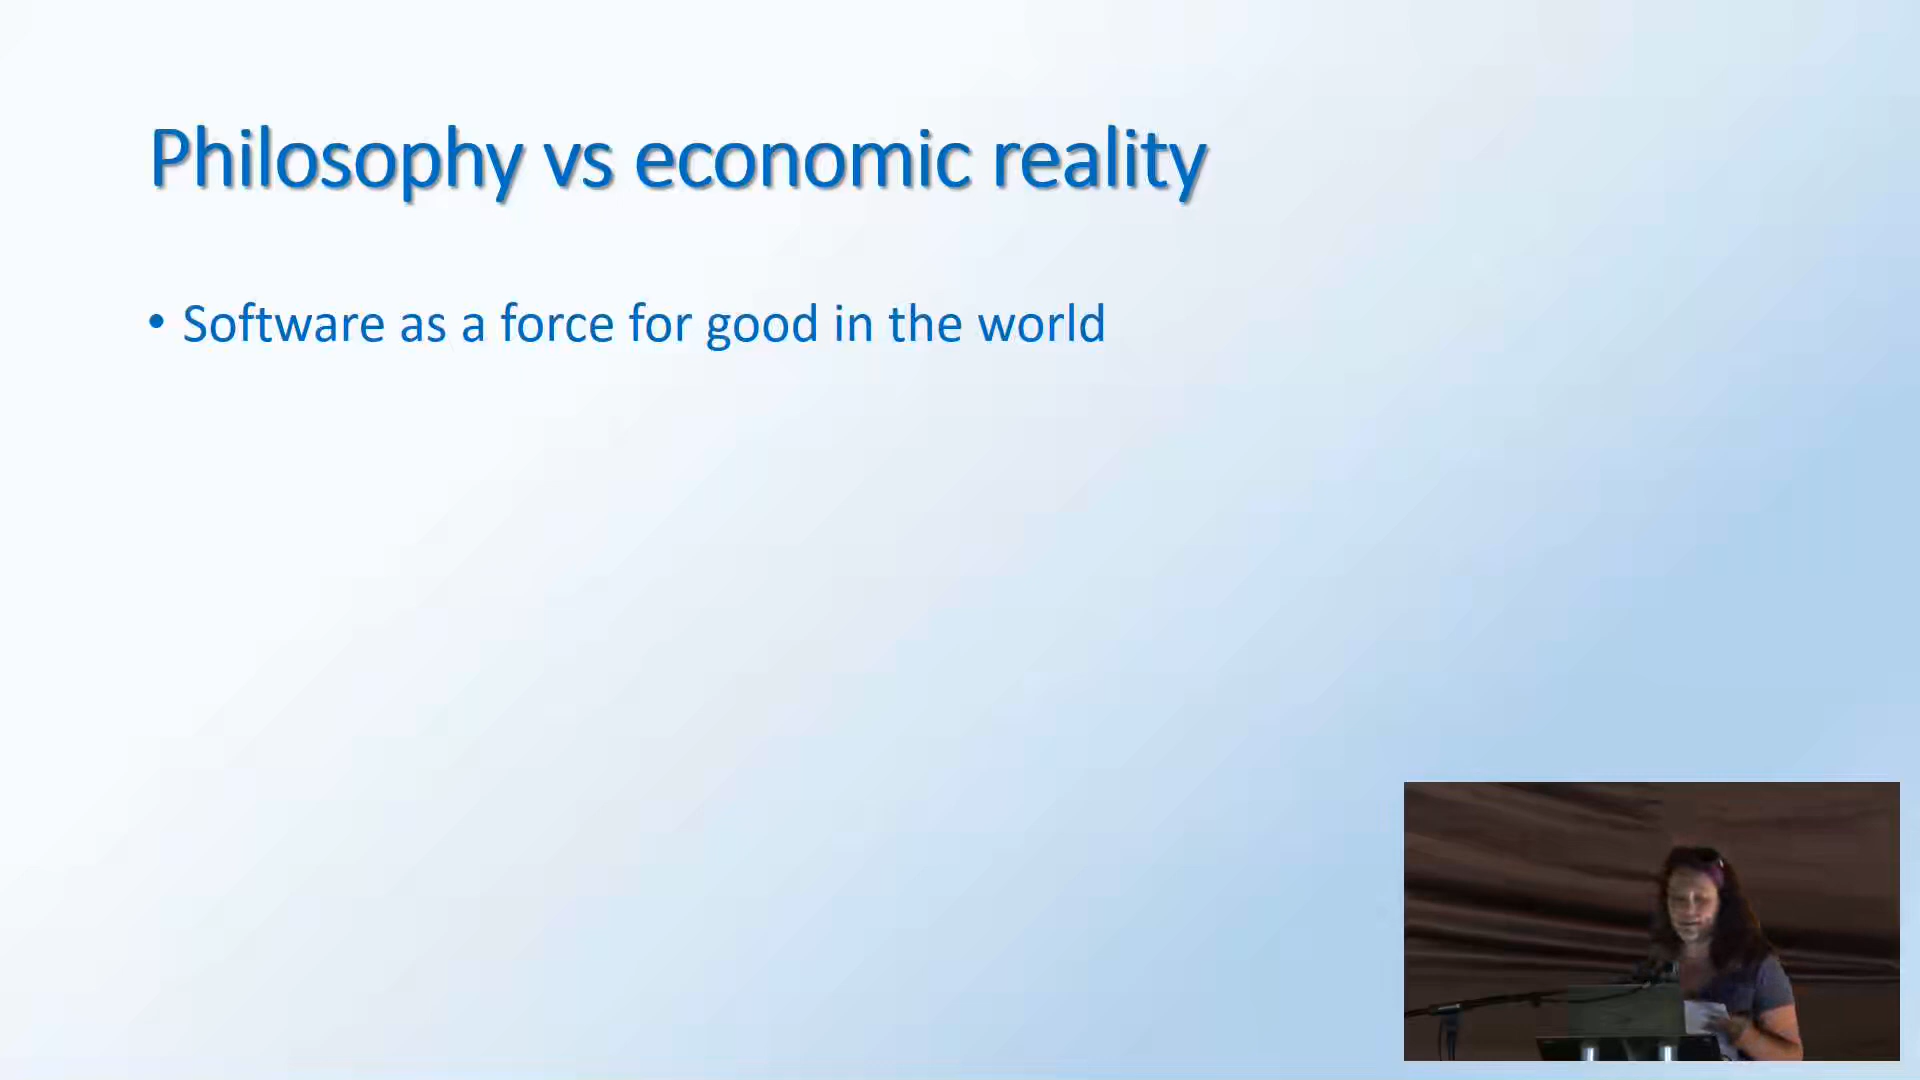 Philosophy vs economic reality
• Software as a force for good in the world